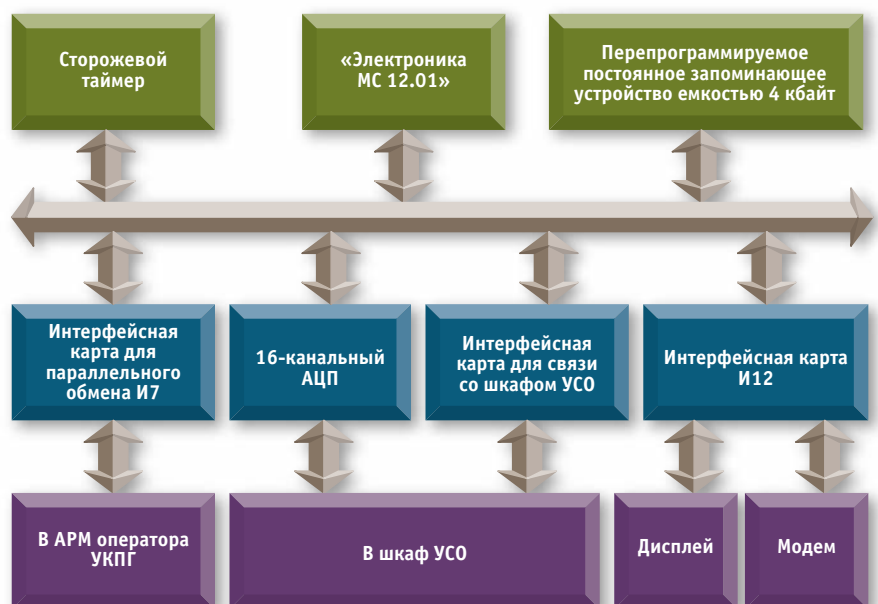 Сторожевой
таймер
«Электроника
МС 12.01»
Перепрограммируемое
постоянное запоминающее
устройство емкостью 4 кбайт
Интерфейсная
карта для
параллельного
обмена И7
16-канальный
АЦП
Интерфейсная
карта для связи
со шкафом УСО
Интерфейсная карта
И12
В АРМ оператора
УКПГ
В шкаф УСО
Дисплей
Модем